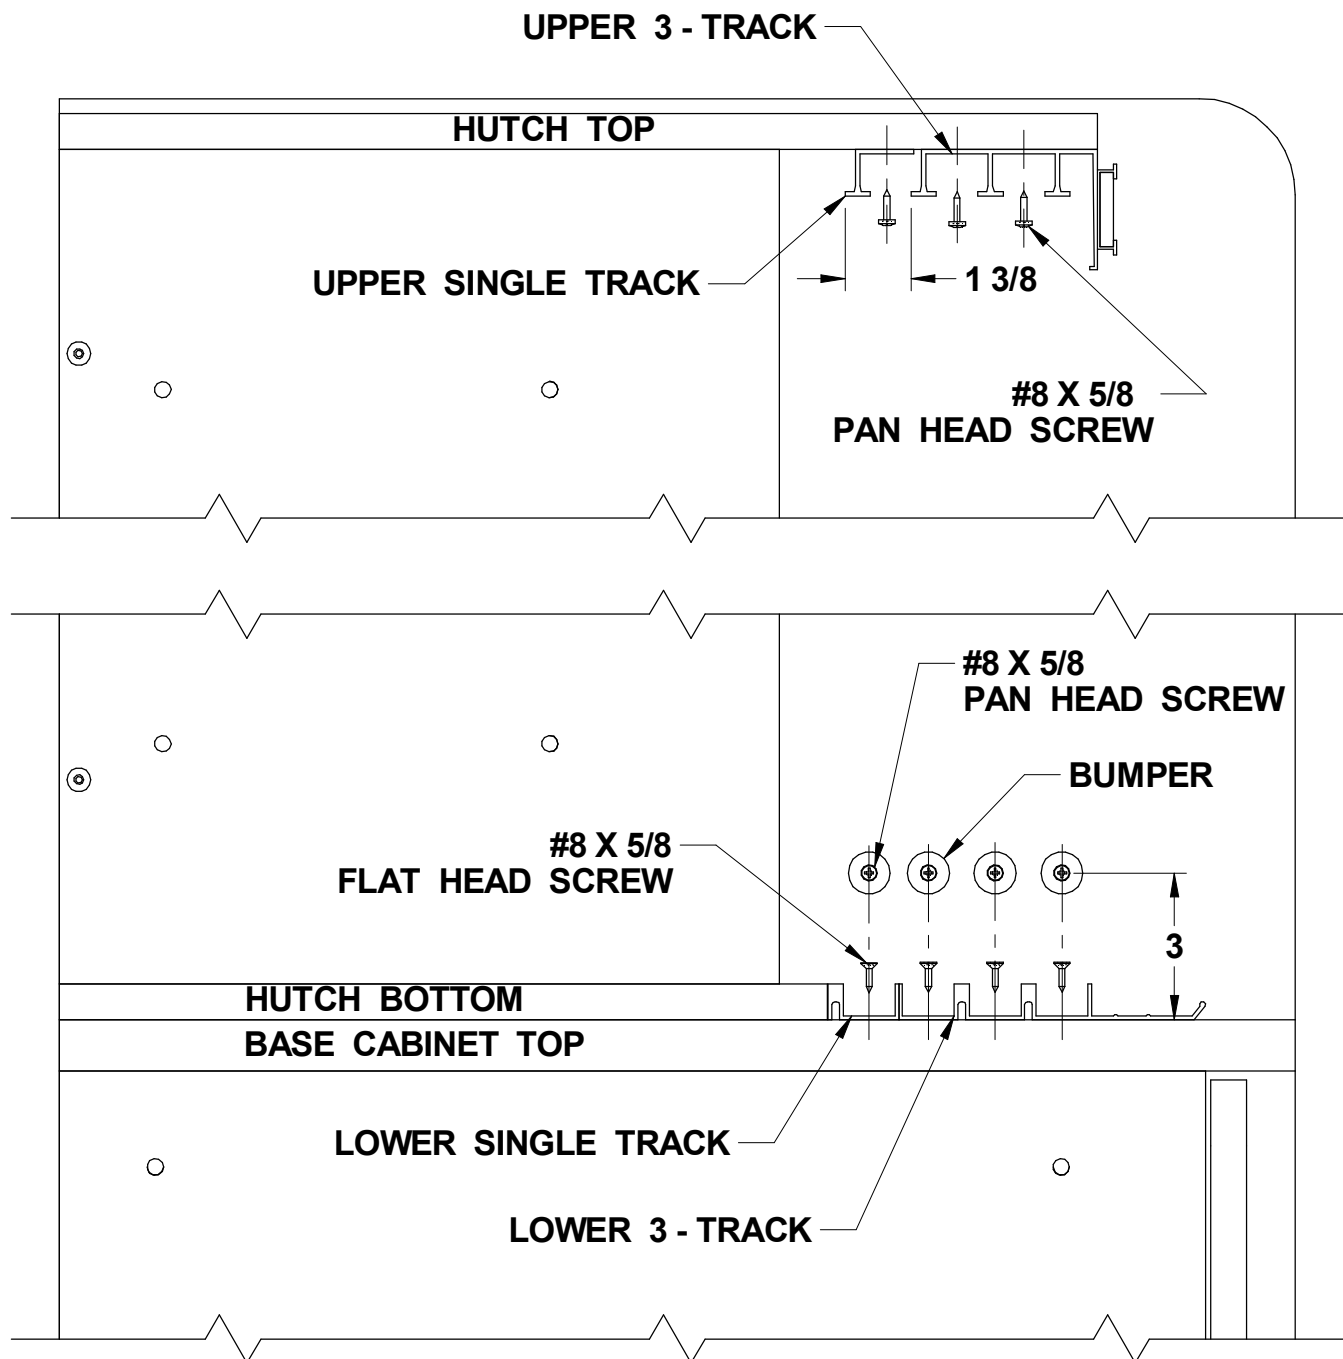 UPPER 3 - TRACK
HUTCH TOP
UPPER SINGLE TRACK
1 3/8
#8 X 5/8
PAN HEAD SCREW
#8 X 5/8
PAN HEAD SCREW
BUMPER
#8 X 5/8
FLAT HEAD SCREW
3
HUTCH BOTTOM
BASE CABINET TOP
LOWER SINGLE TRACK
LOWER 3 - TRACK